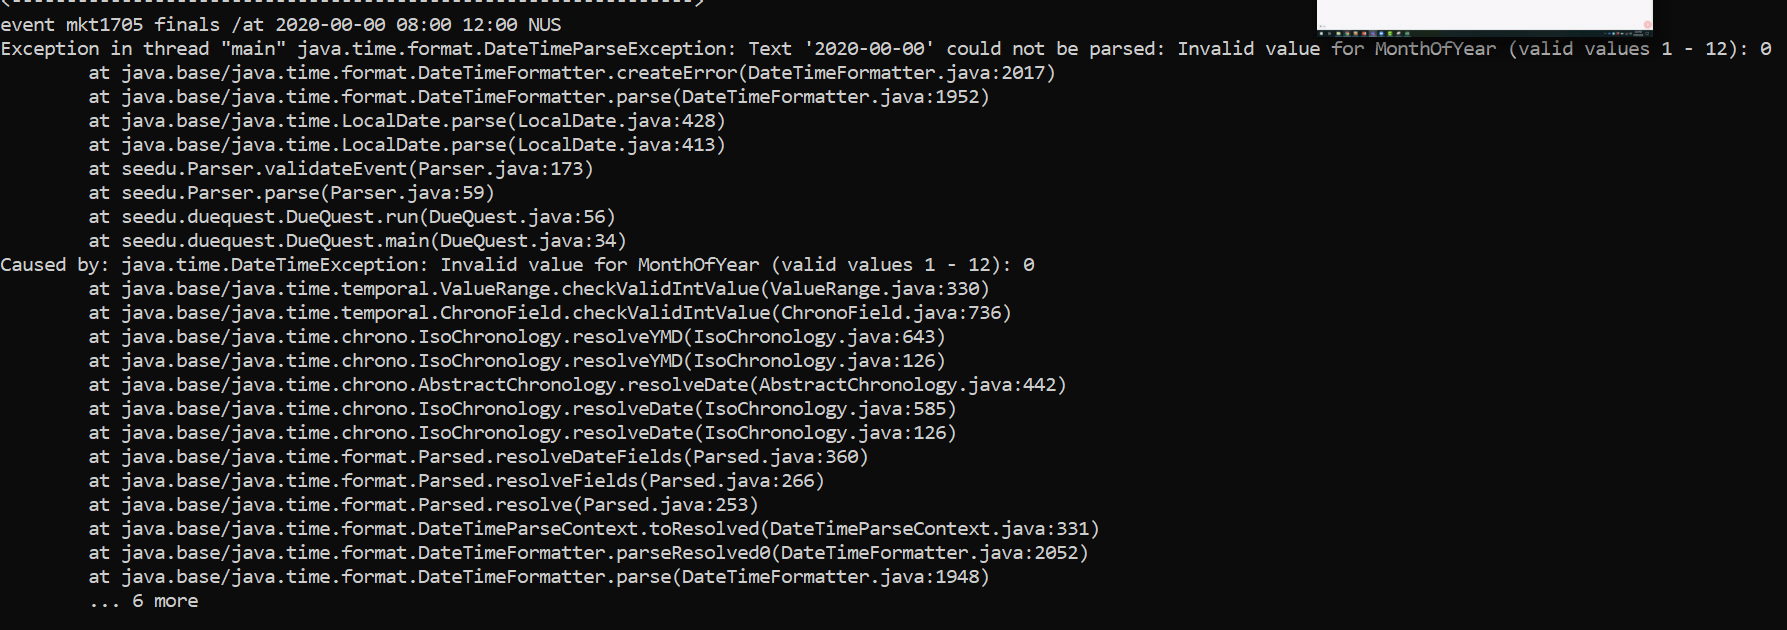 event mkt1705 finals /at 2020-00-00 08:00 12:00 NUS
Exception in thread "main" java.time.format.DateTimeParseException: Text '2020-00-00' could not be parsed: Invalid value for MonthOfYear (valid values 1 - 12): 0
at java.base/java.time.format.DateTimeFormatter.createError(DateTimeFormatter.java:2017)
at java.base/java.time.format.DateTimeFormatter.parse(DateTimeFormatter.java:1952)
at java.base/java.time.LocalDate.parse(LocalDate.java:428)
at java.base/java.time.LocalDate.parse(LocalDate.java:413)
at seedu.Parser.validateEvent(Parser.java:173)
at seedu.Parser.parse(Parser.java:59)
at seedu.duequest.DueQuest.run(DueQuest.java:56)
at seedu.duequest.DueQuest.main(DueQuest.java:34)
Caused by: java.time.DateTimeException: Invalid value for MonthOfYear (valid values 1 - 12): 0
at java.base/java.time.temporal.ValueRange.checkValidIntValue(ValueRange.java:330)
at java.base/java.time.temporal.ChronoField.checkValidIntValue(ChronoField.java:736)
at java.base/java.time.chrono.IsoChronology.resolveYMD(IsoChronology.java:643)
at java.base/java.time.chrono.IsoChronology.resolveYMD(IsoChronology.java:126)
at java.base/java.time.chrono.AbstractChronology.resolveDate(AbstractChronology.java:442)
at java.base/java.time.chrono.IsoChronology.resolveDate(IsoChronology.java:585)
at java.base/java.time.chrono.IsoChronology.resolveDate(IsoChronology.java:126)
at java.base/java.time.format.Parsed.resolveDateFields(Parsed.java:360)
at java.base/java.time.format.Parsed.resolveFields(Parsed.java:266)
at java.base/java.time.format.Parsed.resolve(Parsed.java:253)
at java.base/java.time.format.DateTimeParseContext.toResolved(DateTimeParseContext.java:331)
at java.base/java.time.format.DateTimeFormatter.parseResolved0(DateTimeFormatter.java:2052)
at java.base/java.time.format.DateTimeFormatter.parse(DateTimeFormatter.java:1948)
... 6 more